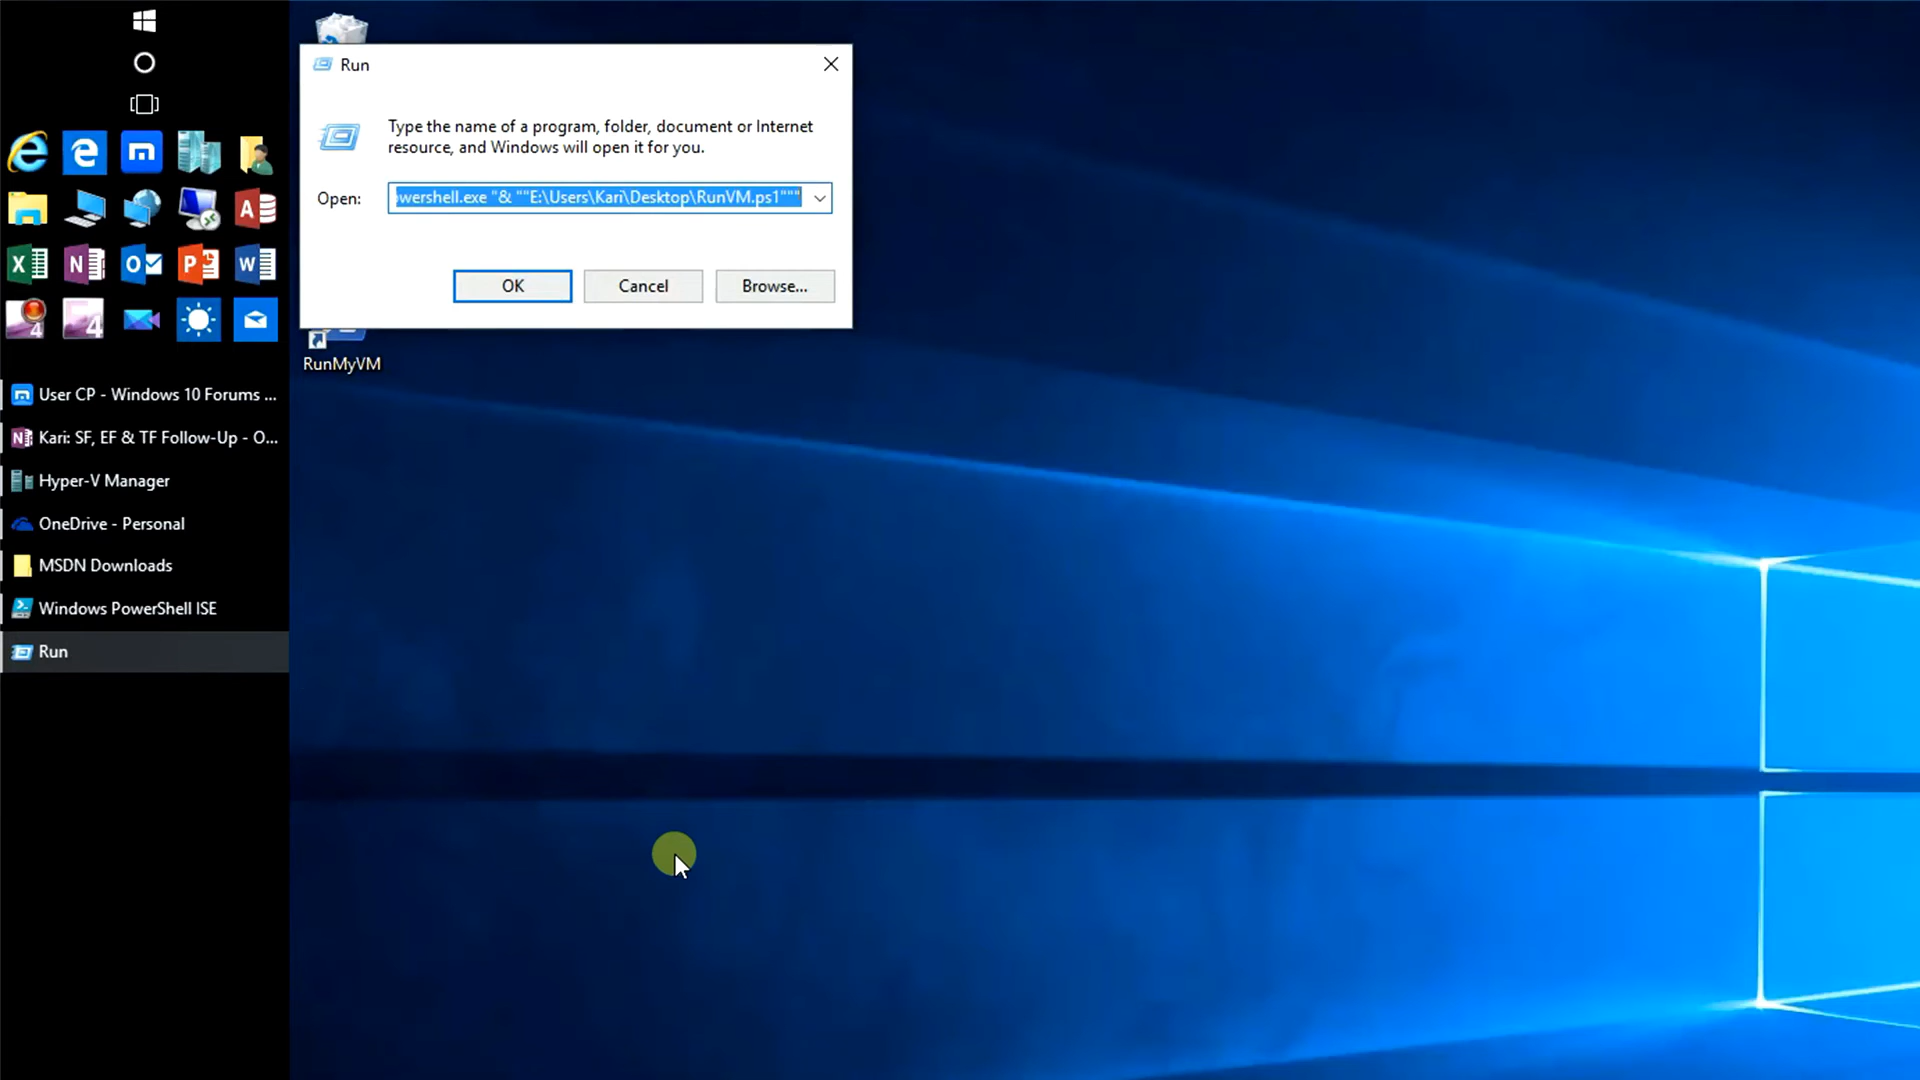 Run
Type the name of a program, folder, document or Internet
resource, and Windows will open it for you.
Open:
wershell.exe "& ""E:\Users\Kari\Desktop\RunVM.ps1"""
OK
Cancel
Browse...
RunMyVM
User CP - Windows 10 Forums ...
Kari: SF, EF & TF Follow-Up - O...
Hyper-V Manager
OneDrive - Personal
MSDN Downloads
Windows PowerShell ISE
Run